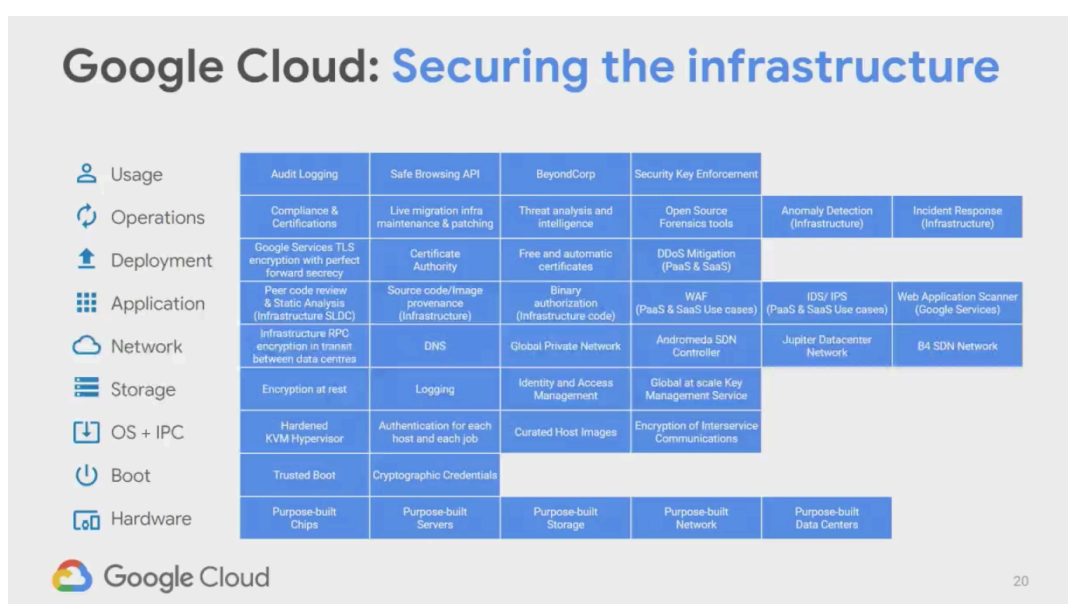 Google Cloud: Securing the infrastructure
Usage
Audit Logging
Safe Browsing API
BeyondCorp
Security Key Enforcement
Operations
Compliance &
Certifications
Live migration infra
maintenance & patching
Threat analysis and
intelligence
Open Source
Forensics tools
Anomaly Detection
(Infrastructure)
Incident Response
(Infrastructure)
Deployment
Google Services TLS
encryption with perfect
forward secrecy
Certificate
Authority
Free and automatic
certificates
DDoS Mitigation
(PaaS & SaaS)
Application
Peer code review
& Static Analysis
(Infrastructure SLDC)
Source code/Image
provenance
(Infrastructure)
Binary
authorization
(Infrastructure code)
WAF
(PaaS & SaaS Use cases)
IDS/ IPS
(PaaS & SaaS Use cases)
Web Application Scanner
(Google Services)
Network
Infrastructure RPC
encryption in transit
between data centres
DNS
Global Private Network
Andromeda SDN
Controller
Jupiter Datacenter
Network
B4 SDN Network
Storage
Encryption at rest
Logging
Identity and Access
Management
Global at scale Key
Management Service
OS + IPC
Hardened
KVM Hypervisor
Authentication for each
host and each job
Curated Host Images
Encryption of Interservice
Communications
Boot
Trusted Boot
Cryptographic Credentials
Hardware
Purpose-built
Chips
Purpose-built
Servers
Purpose-built
Storage
Purpose-built
Network
Purpose-built
Data Centers
Google Cloud
20